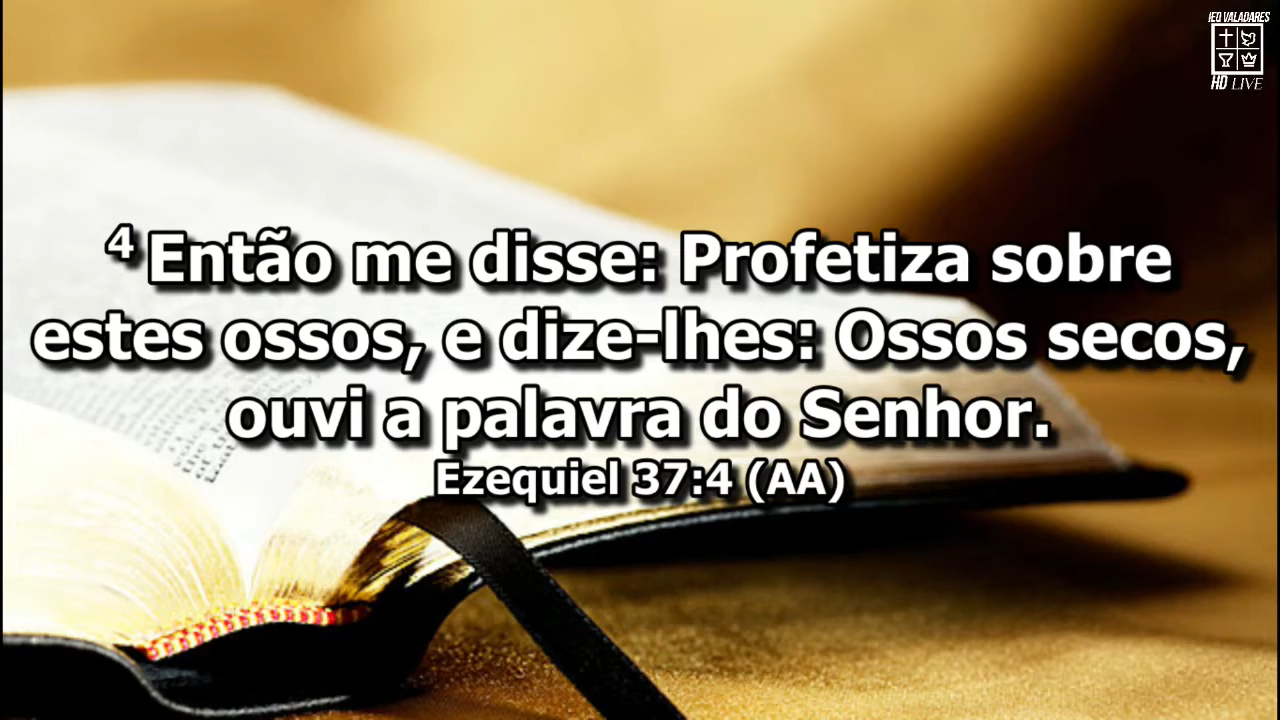 IEQ VALADARES
HD LIVE
4 Então me disse: Profetiza sobre
estes ossos, e dize-lhes: Ossos secos,
ouvi a palavra do Senhor.
Ezequiel 37:4 (AA)